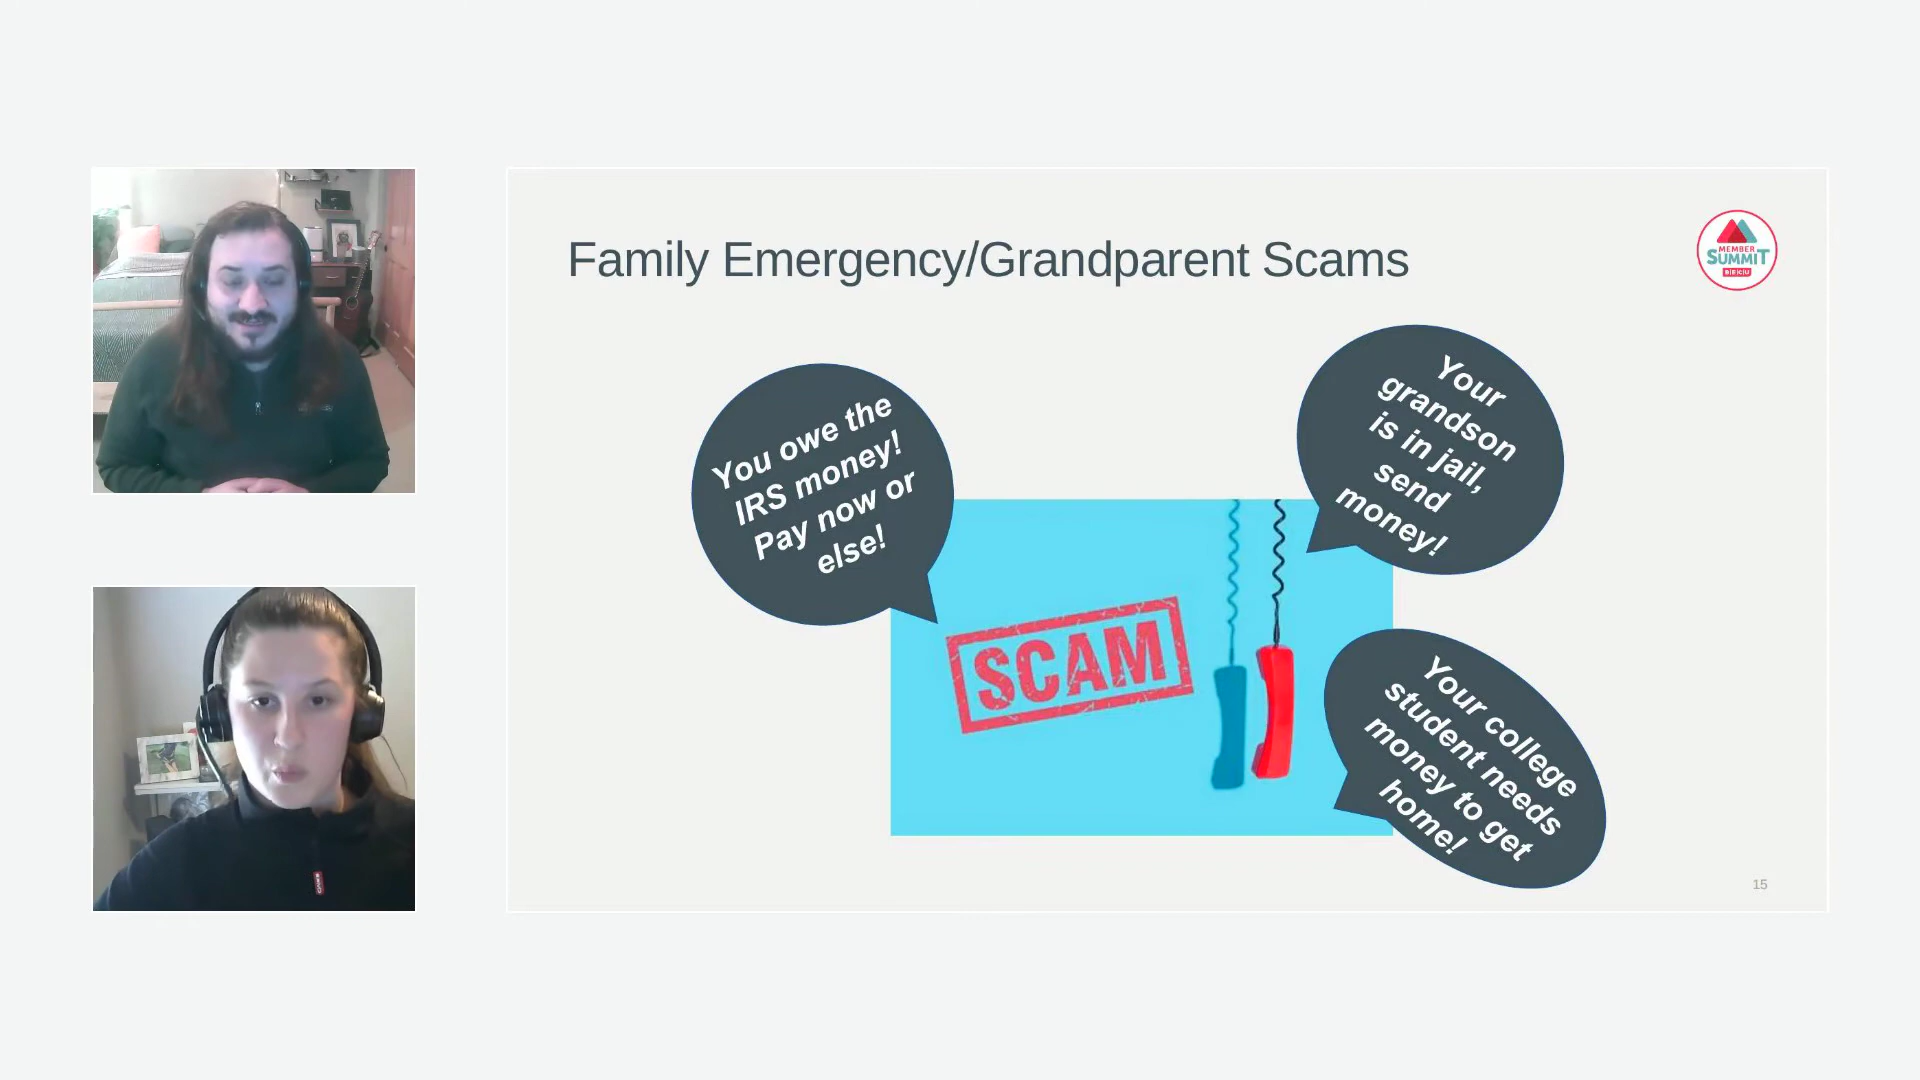 Family Emergency/Grandparent Scams
MEMBER
SUMMIT
You owe the
IRS money!
Pay now or
else!
Your
grandson
is in jail,
send
money!
SCAM
Your college
student needs
money to get
home!
15